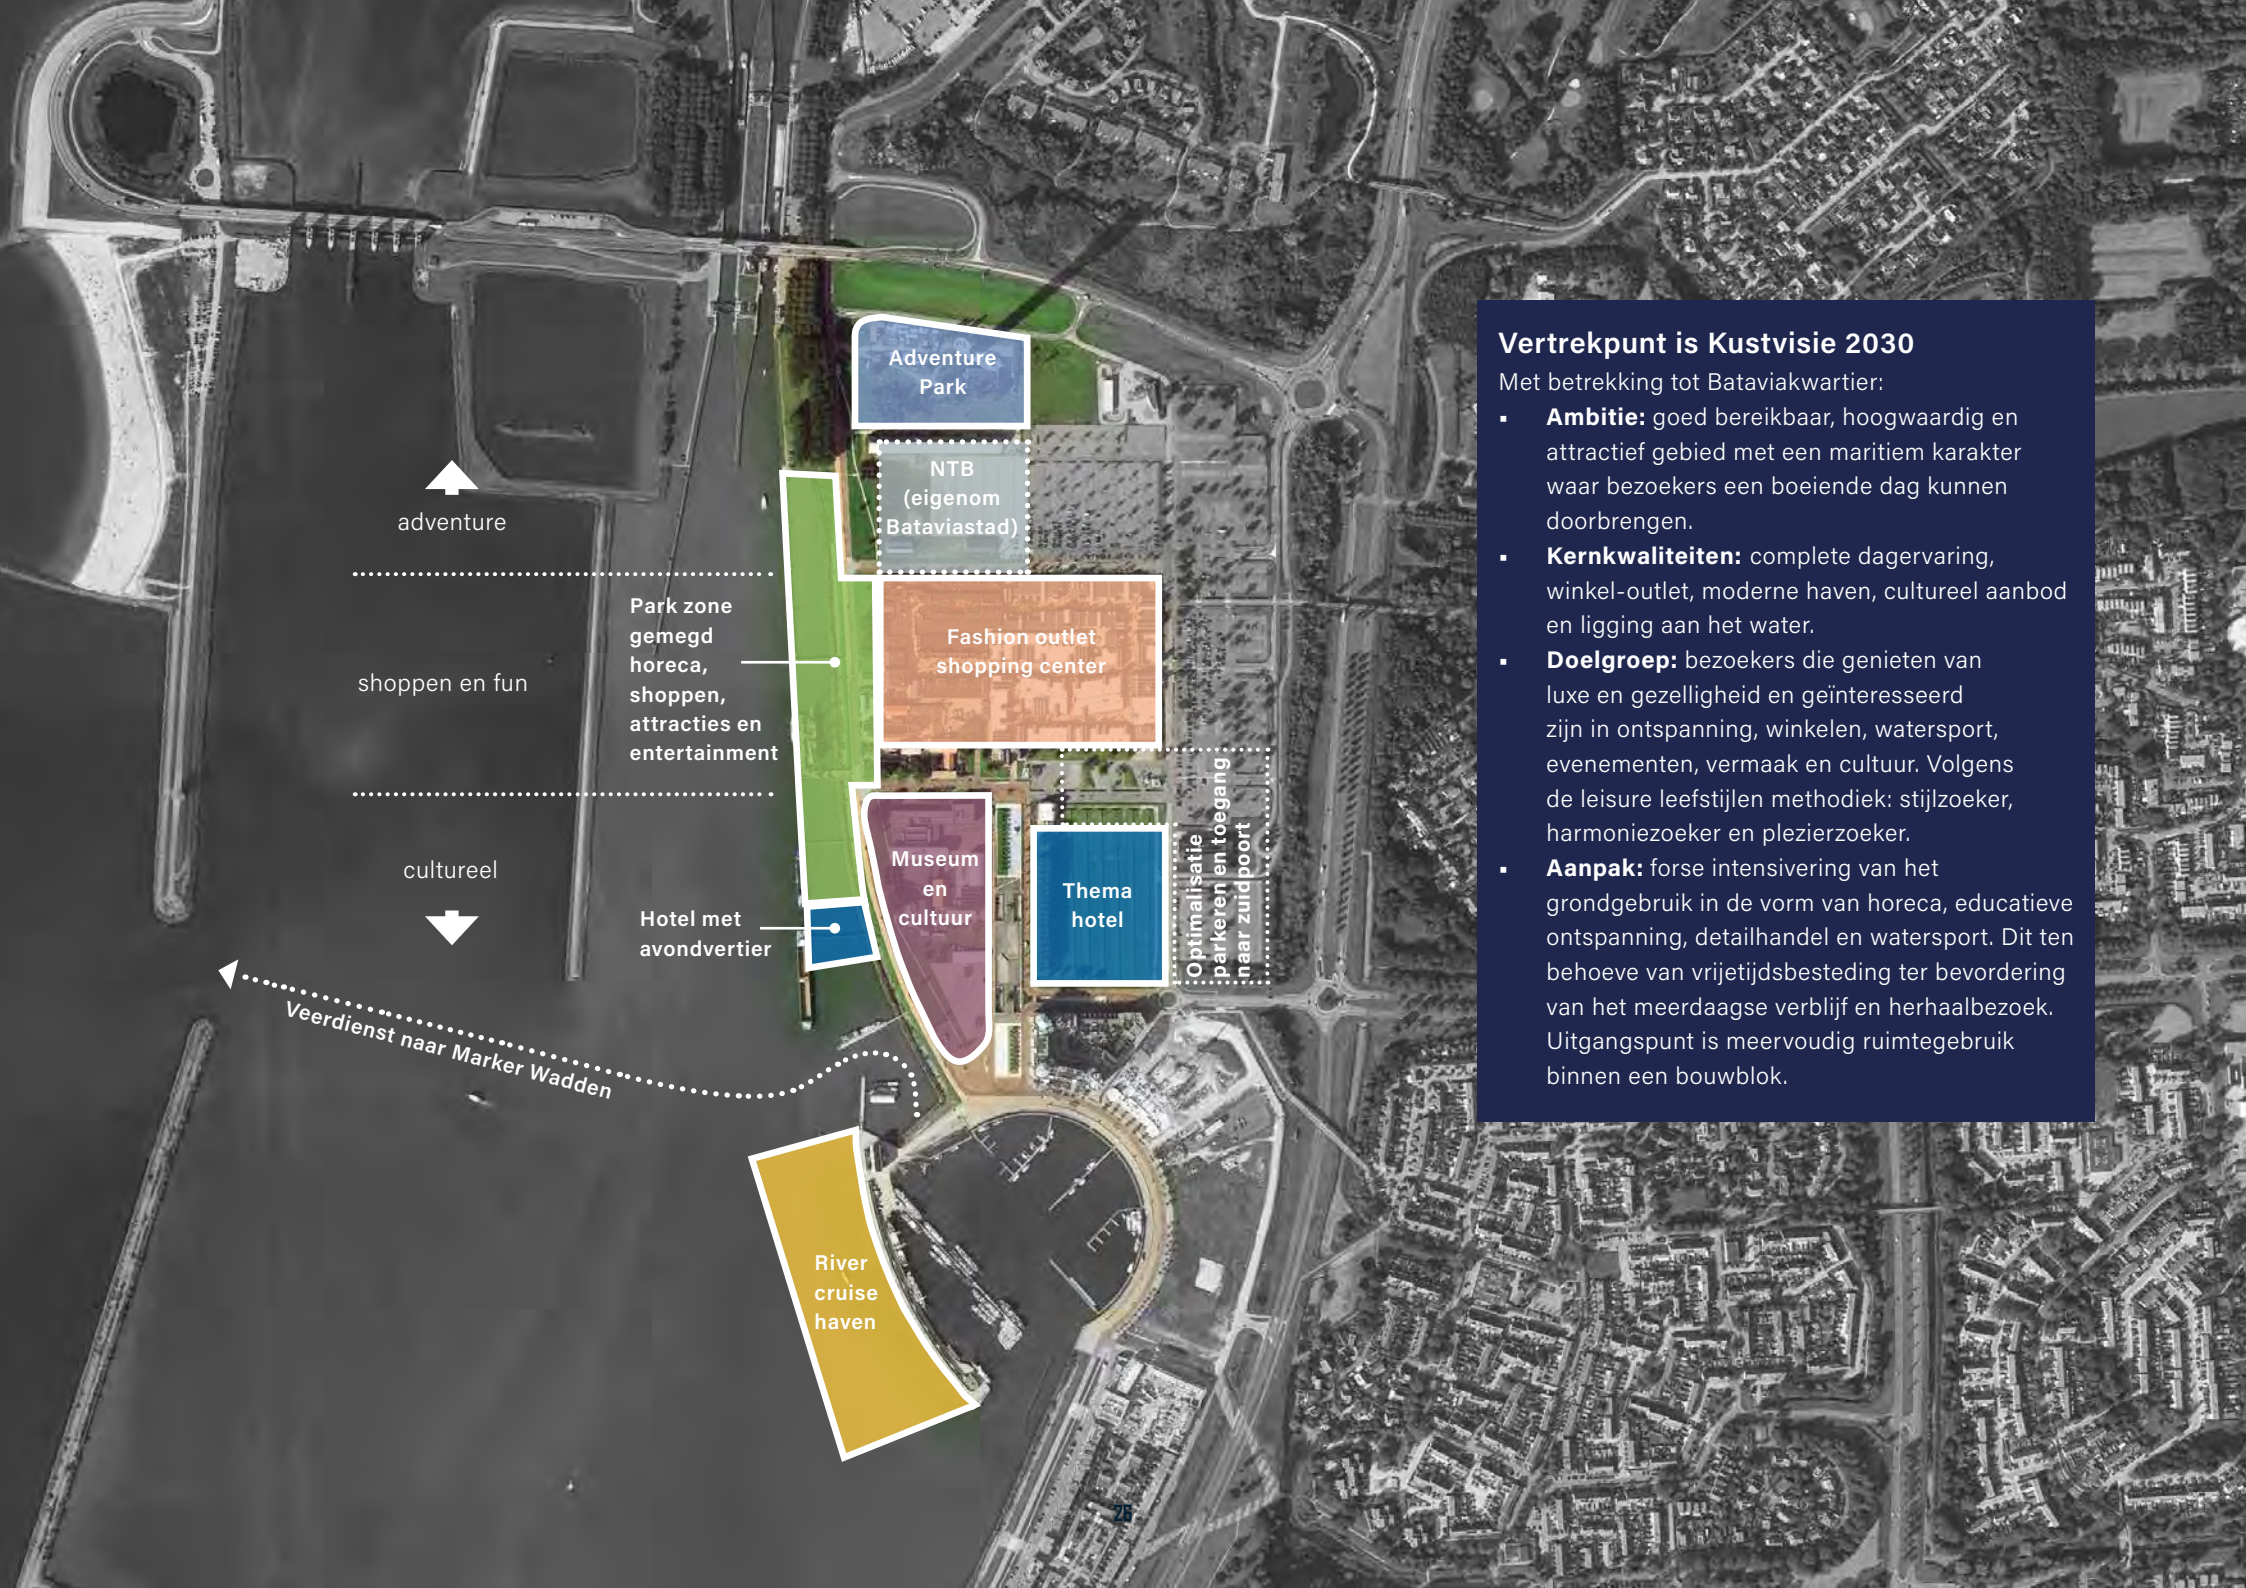 Adventure
Park
NTB
(eigenom
Bataviastad)
adventure
Park zone
gemegd
horeca,
shoppen,
attracties en
entertainment
Fashion outlet
shopping center
shoppen en fun
Optimalisatie
parkeren en toegang
naar zuidpoort
Museum
en
cultuur
Thema
hotel
cultureel
Hotel met
avondvertier
Veerdienst naar Marker Wadden
River
cruise
haven
Vertrekpunt is Kustvisie 2030
Met betrekking tot Bataviakwartier:
▪ Ambitie: goed bereikbaar, hoogwaardig en
attractief gebied met een maritiem karakter
waar bezoekers een boeiende dag kunnen
doorbrengen.
▪ Kernkwaliteiten: complete dagervaring,
winkel-outlet, moderne haven, cultureel aanbod
en ligging aan het water.
▪ Doelgroep: bezoekers die genieten van
luxe en gezelligheid en geïnteresseerd
zijn in ontspanning, winkelen, watersport,
evenementen, vermaak en cultuur. Volgens
de leisure leefstijlen methodiek: stijlzoeker,
harmoniezoeker en plezierzoeker.
▪ Aanpak: forse intensivering van het
grondgebruik in de vorm van horeca, educatieve
ontspanning, detailhandel en watersport. Dit ten
behoeve van vrijetijdsbesteding ter bevordering
van het meerdaagse verblijf en herhaalbezoek.
Uitgangspunt is meervoudig ruimtegebruik
binnen een bouwblok.
26